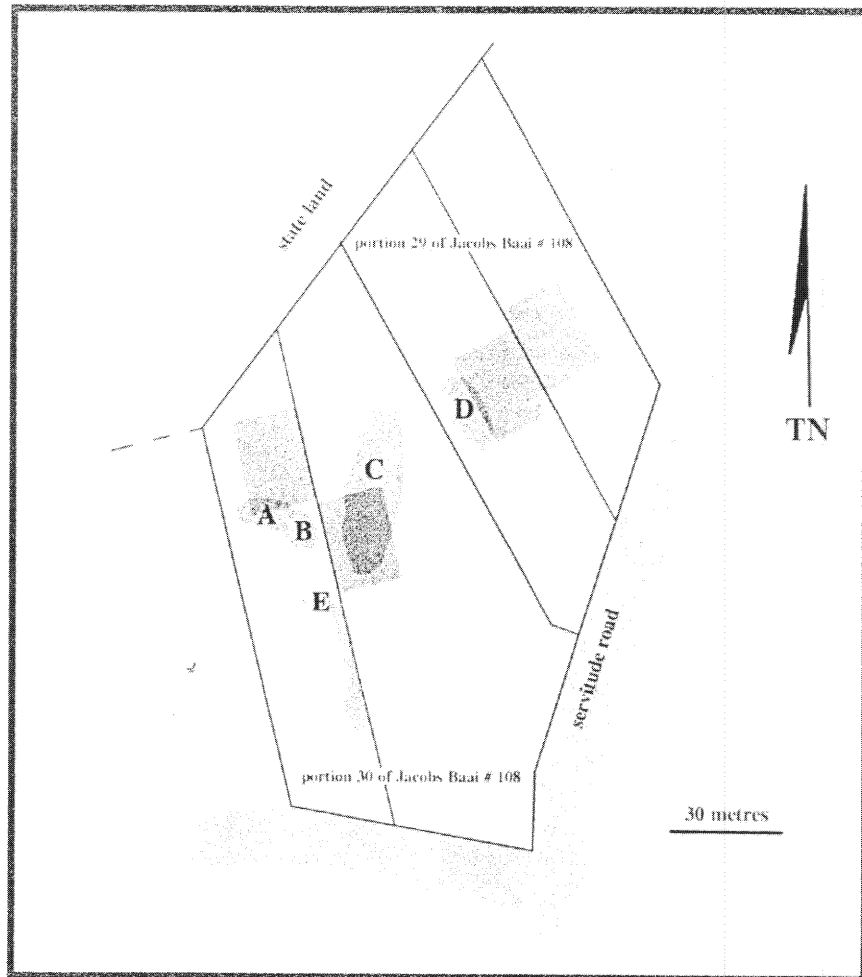 state land
portion 29 of Jacobs Baai # 108
TN
D
C
A
B
E
servitude road
portion 30 of Jacobs Baai # 108
30 metres